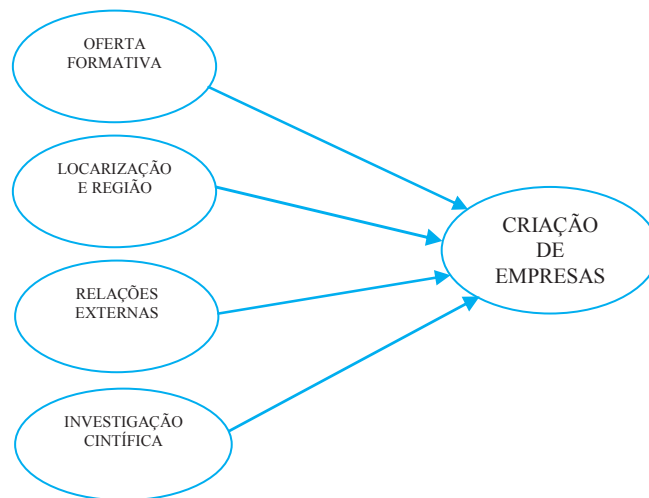 OFERTA
FORMATIVA
LOCARIZAÇÃO
E REGIÃO
RELAÇÕES
EXTERNAS
INVESTIGAÇÃO
CINTÍFICA
CRIAÇÃO
DE
EMPRESAS